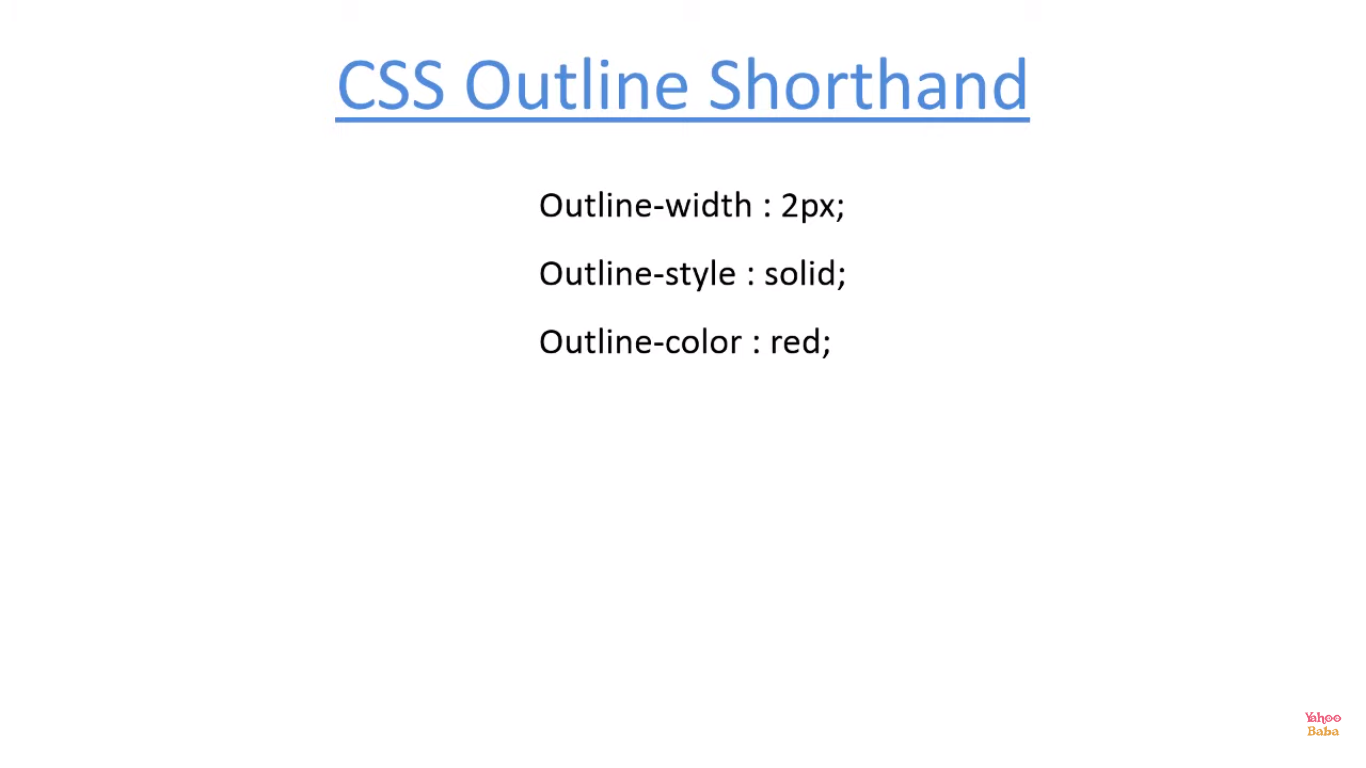 CSS Outline Shorthand
Outline-width : 2px;
Outline-style : solid;
Outline-color : red;
Yahoo
Baba